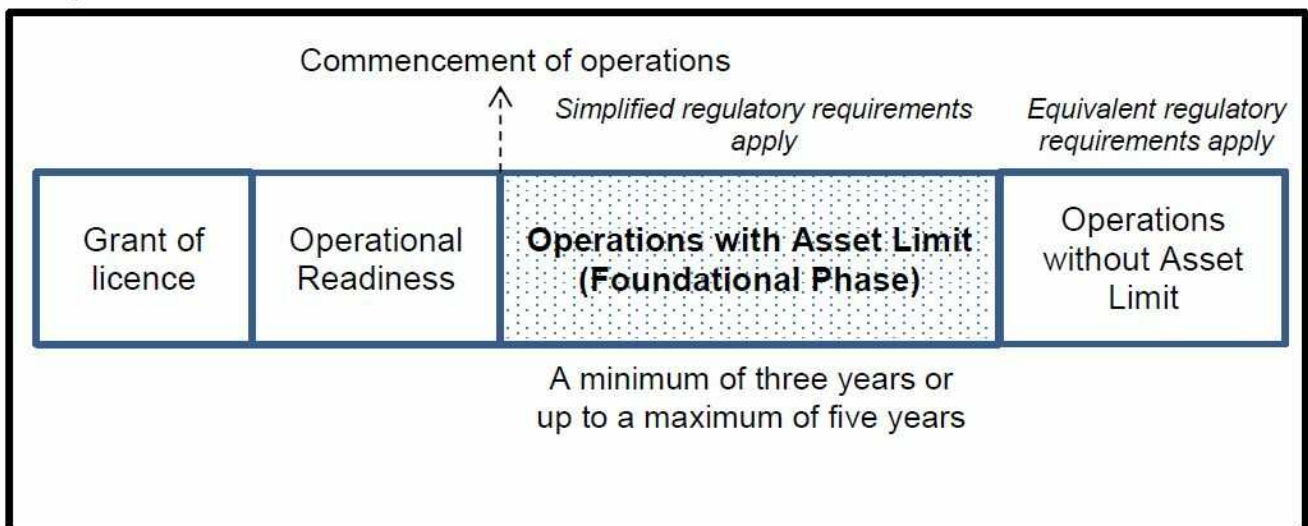 Commencement of operations
Simplified regulatory requirements
apply
Equivalent regulatory
requirements apply
Grant of
licence
Operational
Readiness
Operations with Asset Limit
(Foundational Phase)
Operations
without Asset
Limit
A minimum of three years or
up to a maximum of five years